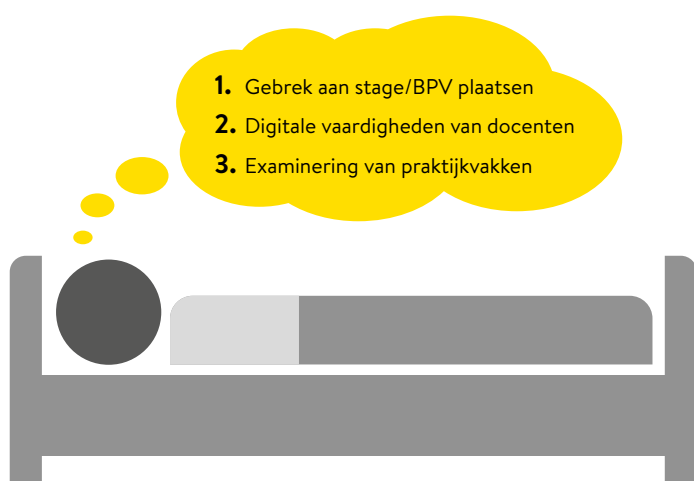 1. Gebrek aan stage/BPV plaatsen
2. Digitale vaardigheden van docenten
3. Examinering van praktijkvakken